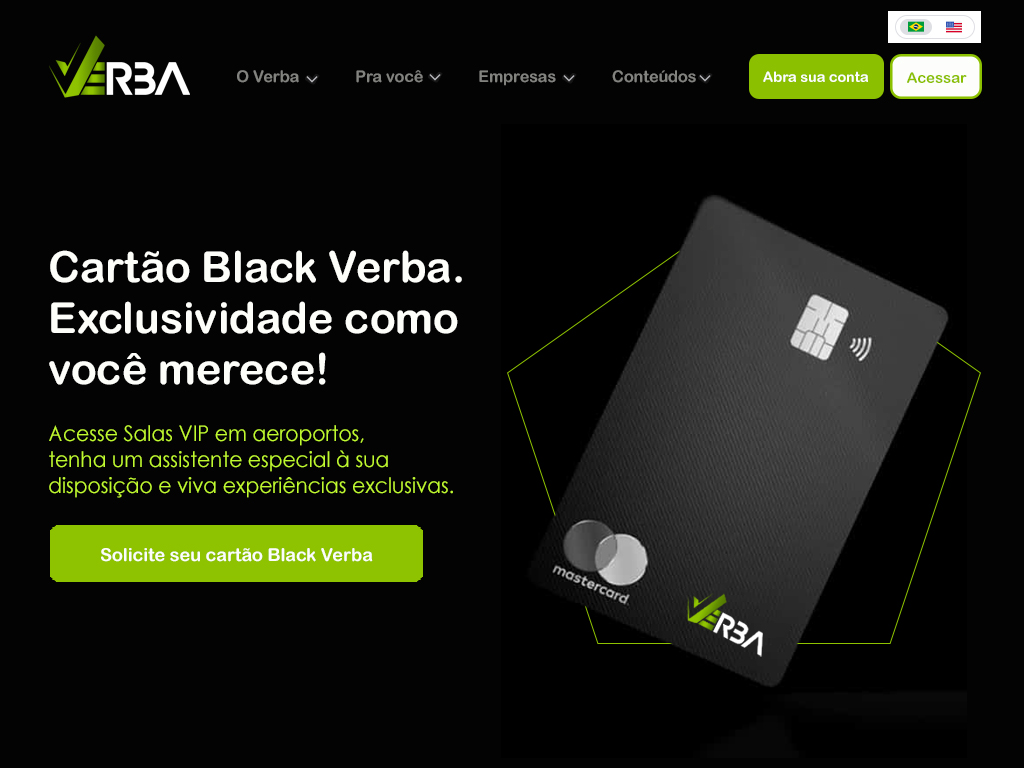 VERBA
O Verba
Pra você
Empresas
Conteúdos
Abra sua conta
Acessar
Cartão Black Verba.
Exclusividade como
você merece!
Acesse Salas VIP em aeroportos,
tenha um assistente especial à sua
disposição e viva experiências exclusivas.
Solicite seu cartão Black Verba
mastercard
VERBA